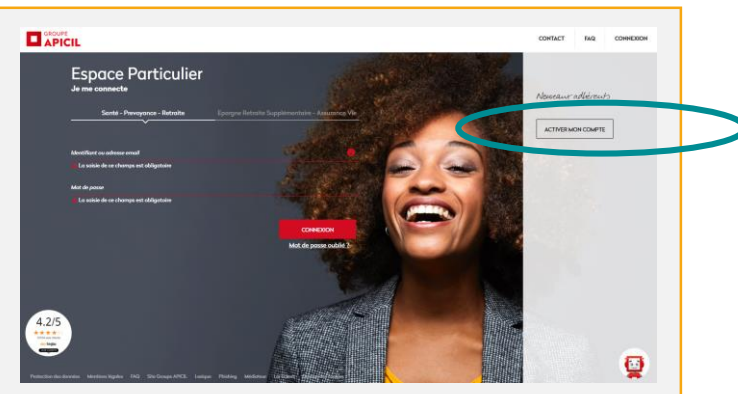 GROUPE
APICIL
CONTACT FAQ CONNEXION
Espace Particulier
Je me connecte
Santé - Prevoyance - Retraite
Epargne Retraite Supplémentaire - Assurance Vie
Identifiant ou adresse email
La saisie de ce champs est obligatoire
Mot de passe
La saisie de ce champs est obligatoire
CONNEXION
Mot de passe oublié ?
Nouveaux adhérents
ACTIVER MON COMPTE
4.2/5
Protection des données Mentions légales FAQ Site Groupe APICIL Lexique Phishing Médiateur